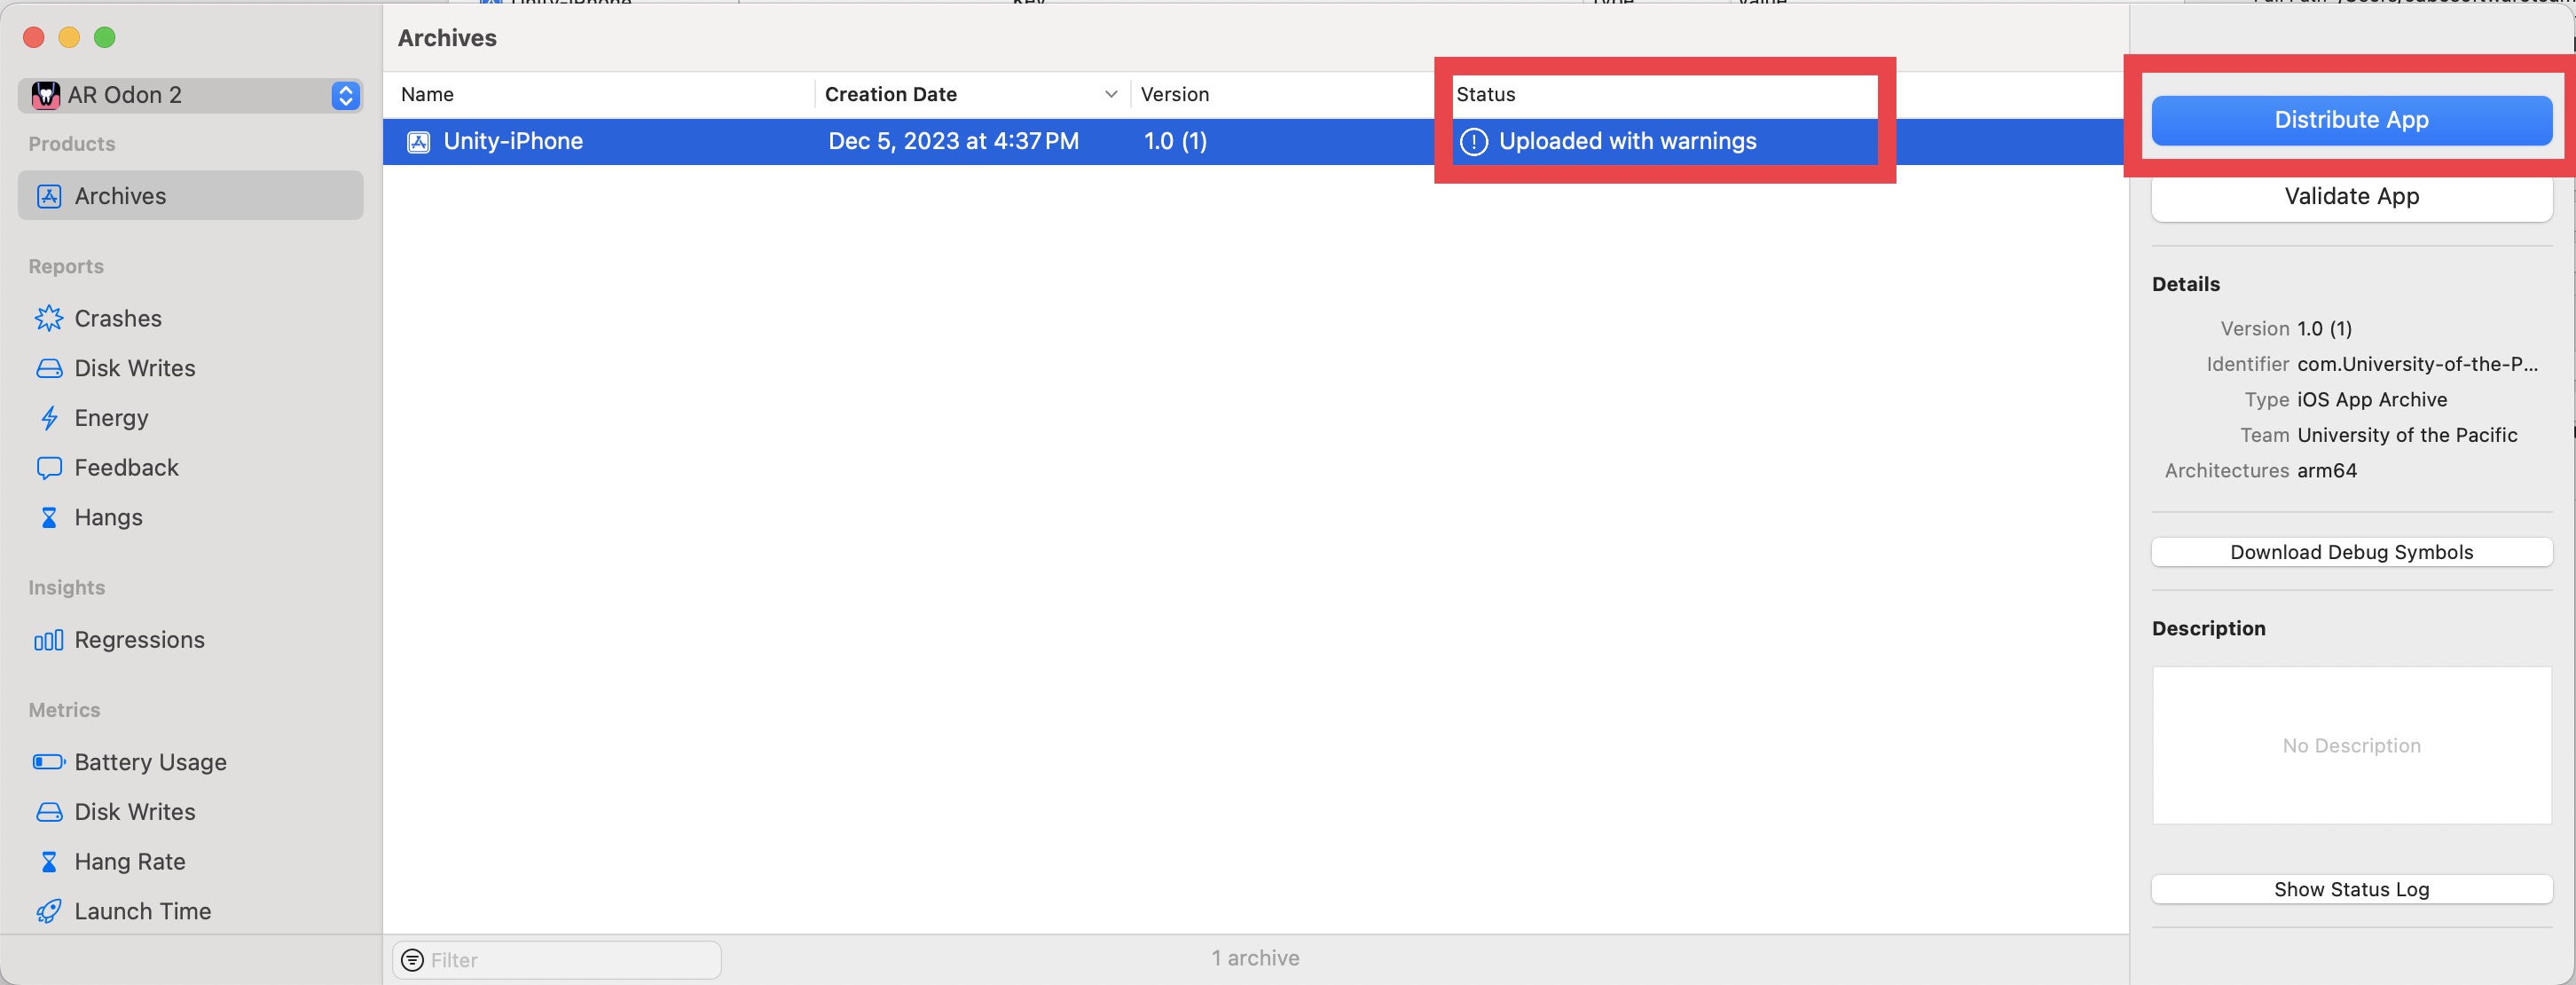 Unity-iPhone
Archives
AR Odon 2
Products
Archives
Reports
Crashes
Disk Writes
Energy
Feedback
Hangs
Insights
Regressions
Metrics
Battery Usage
Disk Writes
Hang Rate
Launch Time
Name
Creation Date
Version
Status
Unity-iPhone
Dec 5, 2023 at 4:37 PM
1.0 (1)
Uploaded with warnings
Filter
1 archive
Distribute App
Validate App
Details
Version 1.0 (1)
Identifier com.University-of-the-P...
Type iOS App Archive
Team University of the Pacific
Architectures arm64
Download Debug Symbols
Description
No Description
Show Status Log